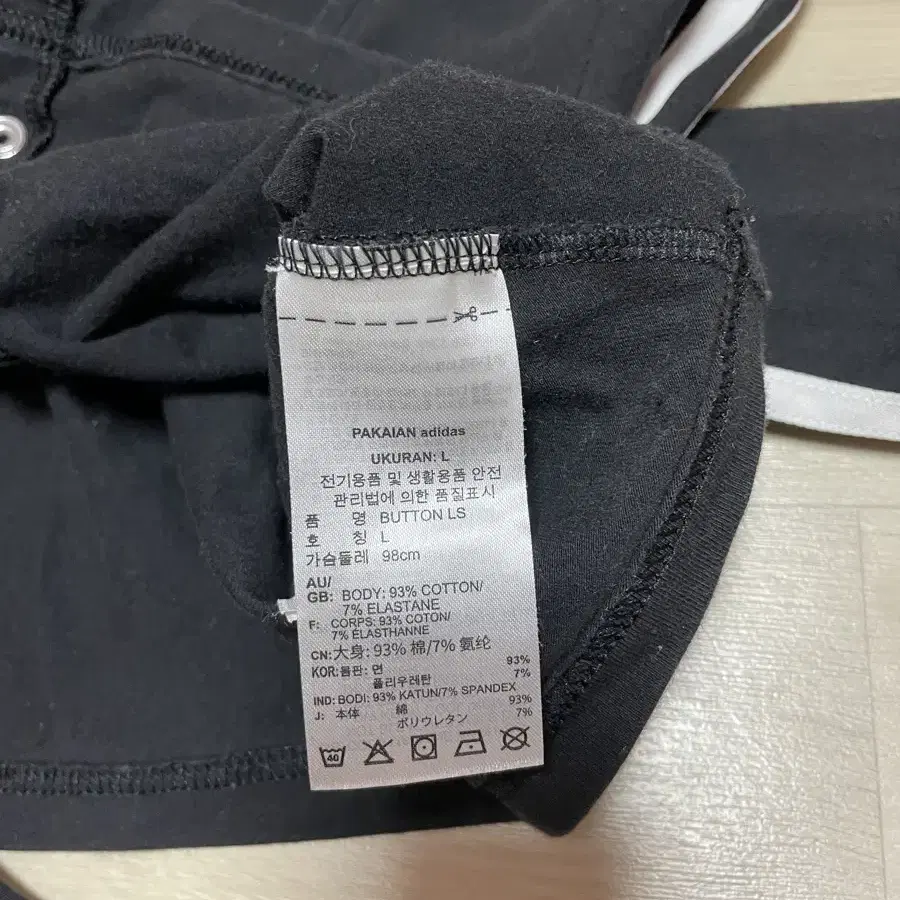 PAKAIAN adidas
UKURAN: L
전기용품 및 생활용품 안전
관리법에 의한 품질표시
품 명 BUTTON LS
호 칭 L
가슴둘레 98cm
AU/
GB: BODY: 93% COTTON/
7% ELASTANE
F: CORPS: 93% COTON/
7% ÉLASTHANNE
CN:大身: 93% 棉/7% 氨纶
KOR:몸판: 면 93%
폴리우레탄 7%
IND: BODI: 93% KATUN/7% SPANDEX
J: 本体 綿 93%
ポリウレタン 7%
40